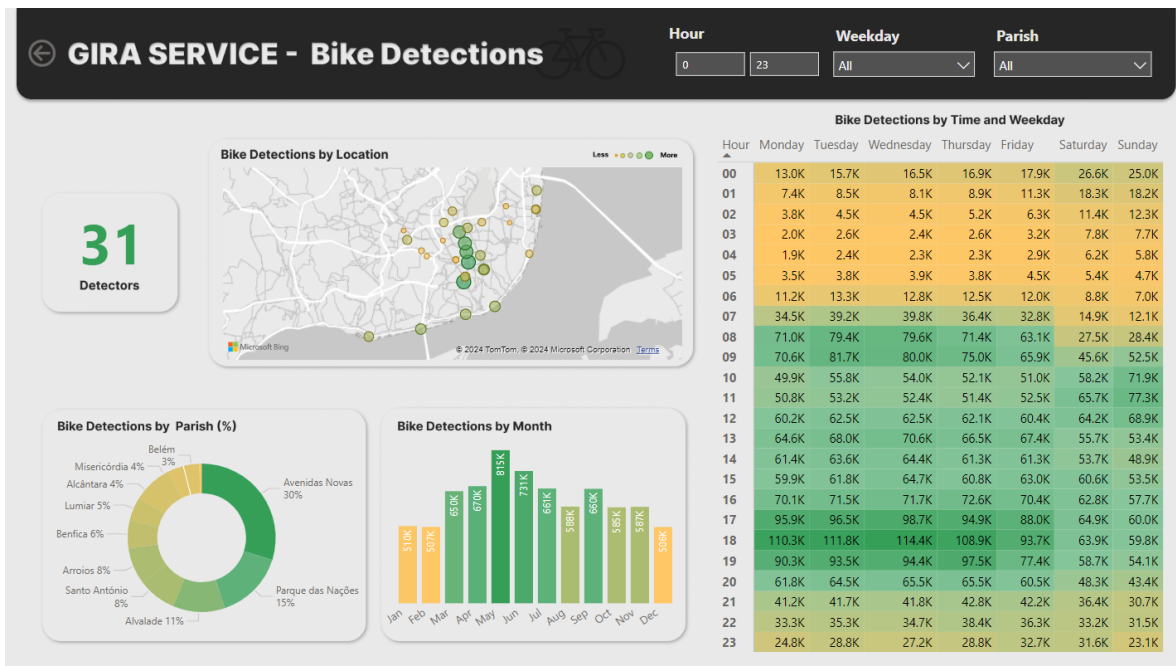 GIRA SERVICE - Bike Detections
Hour
0
23
Weekday
All
Parish
All
31
Detectors
Bike Detections by Location
Less
More
Microsoft Bing
© 2024 TomTom, © 2024 Microsoft Corporation Terms
Bike Detections by Parish (%)
Belém
3%
Misericórdia 4%
Alcântara 4%
Lumiar 5%
Benfica 6%
Arroios 8%
Santo António
8%
Alvalade 11%
Avenidas Novas
30%
Parque das Nações
15%
Bike Detections by Month
510K
507K
650K
670K
815K
731K
661K
588K
660K
585K
587K
506K
Jan
Feb
Mar
Apr
May
Jun
Jul
Aug
Sep
Oct
Nov
Dec
Bike Detections by Time and Weekday
Hour Monday Tuesday Wednesday Thursday Friday Saturday Sunday
00 13.0K 15.7K 16.5K 16.9K 17.9K 26.6K 25.0K
01 7.4K 8.5K 8.1K 8.9K 11.3K 18.3K 18.2K
02 3.8K 4.5K 4.5K 5.2K 6.3K 11.4K 12.3K
03 2.0K 2.6K 2.4K 2.6K 3.2K 7.8K 7.7K
04 1.9K 2.4K 2.3K 2.3K 2.9K 6.2K 5.8K
05 3.5K 3.8K 3.9K 3.8K 4.5K 5.4K 4.7K
06 11.2K 13.3K 12.8K 12.5K 12.0K 8.8K 7.0K
07 34.5K 39.2K 39.8K 36.4K 32.8K 14.9K 12.1K
08 71.0K 79.4K 79.6K 71.4K 63.1K 27.5K 28.4K
09 70.6K 81.7K 80.0K 75.0K 65.9K 45.6K 52.5K
10 49.9K 55.8K 54.0K 52.1K 51.0K 58.2K 71.9K
11 50.8K 53.2K 52.4K 51.4K 52.5K 65.7K 77.3K
12 60.2K 62.5K 62.5K 62.1K 60.4K 64.2K 68.9K
13 64.6K 68.0K 70.6K 66.5K 67.4K 55.7K 53.4K
14 61.4K 63.6K 64.4K 61.3K 61.3K 53.7K 48.9K
15 59.9K 61.8K 64.7K 60.8K 63.0K 60.6K 53.5K
16 70.1K 71.5K 71.7K 72.6K 70.4K 62.8K 57.7K
17 95.9K 96.5K 98.7K 94.9K 88.0K 64.9K 60.0K
18 110.3K 111.8K 114.4K 108.9K 93.7K 63.9K 59.8K
19 90.3K 93.5K 94.4K 97.5K 77.4K 58.7K 54.1K
20 61.8K 64.5K 65.5K 65.5K 60.5K 48.3K 43.4K
21 41.2K 41.7K 41.8K 42.8K 42.2K 36.4K 30.7K
22 33.3K 35.3K 34.7K 38.4K 36.3K 33.2K 31.5K
23 24.8K 28.8K 27.2K 28.8K 32.7K 31.6K 23.1K